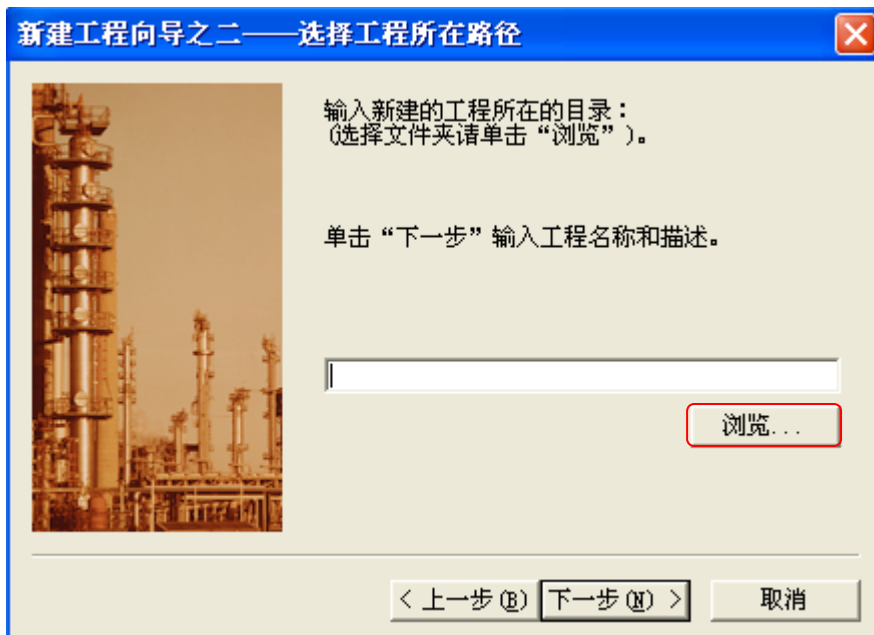 新建工程向导之二——选择工程所在路径
输入新建的工程所在的目录：
(选择文件夹请单击“浏览”)。
单击“下一步”输入工程名称和描述。
浏览...
< 上一步(B)
下一步(N) >
取消